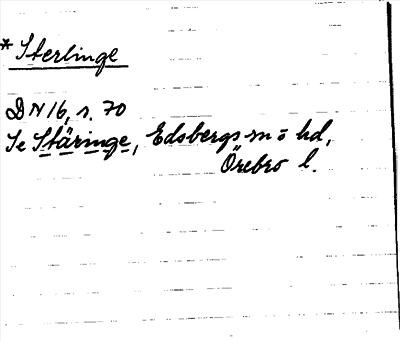 * Sterlinge
DN 16, s. 70
Se Stäringe, Edsbergs sn o hd,
Örebro l.